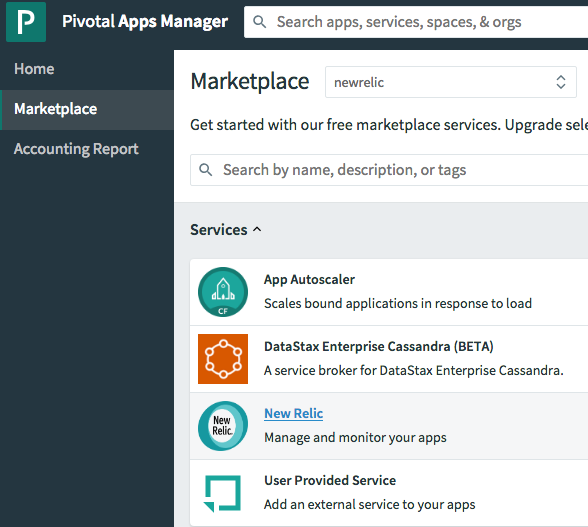 P
Pivotal Apps Manager
Search apps, services, spaces, & orgs
Home
Marketplace
Accounting Report
Marketplace
newrelic
Get started with our free marketplace services. Upgrade sele
Search by name, description, or tags
Services
CF
App Autoscaler
Scales bound applications in response to load
DataStax Enterprise Cassandra (BETA)
A service broker for DataStax Enterprise Cassandra.
New
Relic.
New Relic
Manage and monitor your apps
User Provided Service
Add an external service to your apps